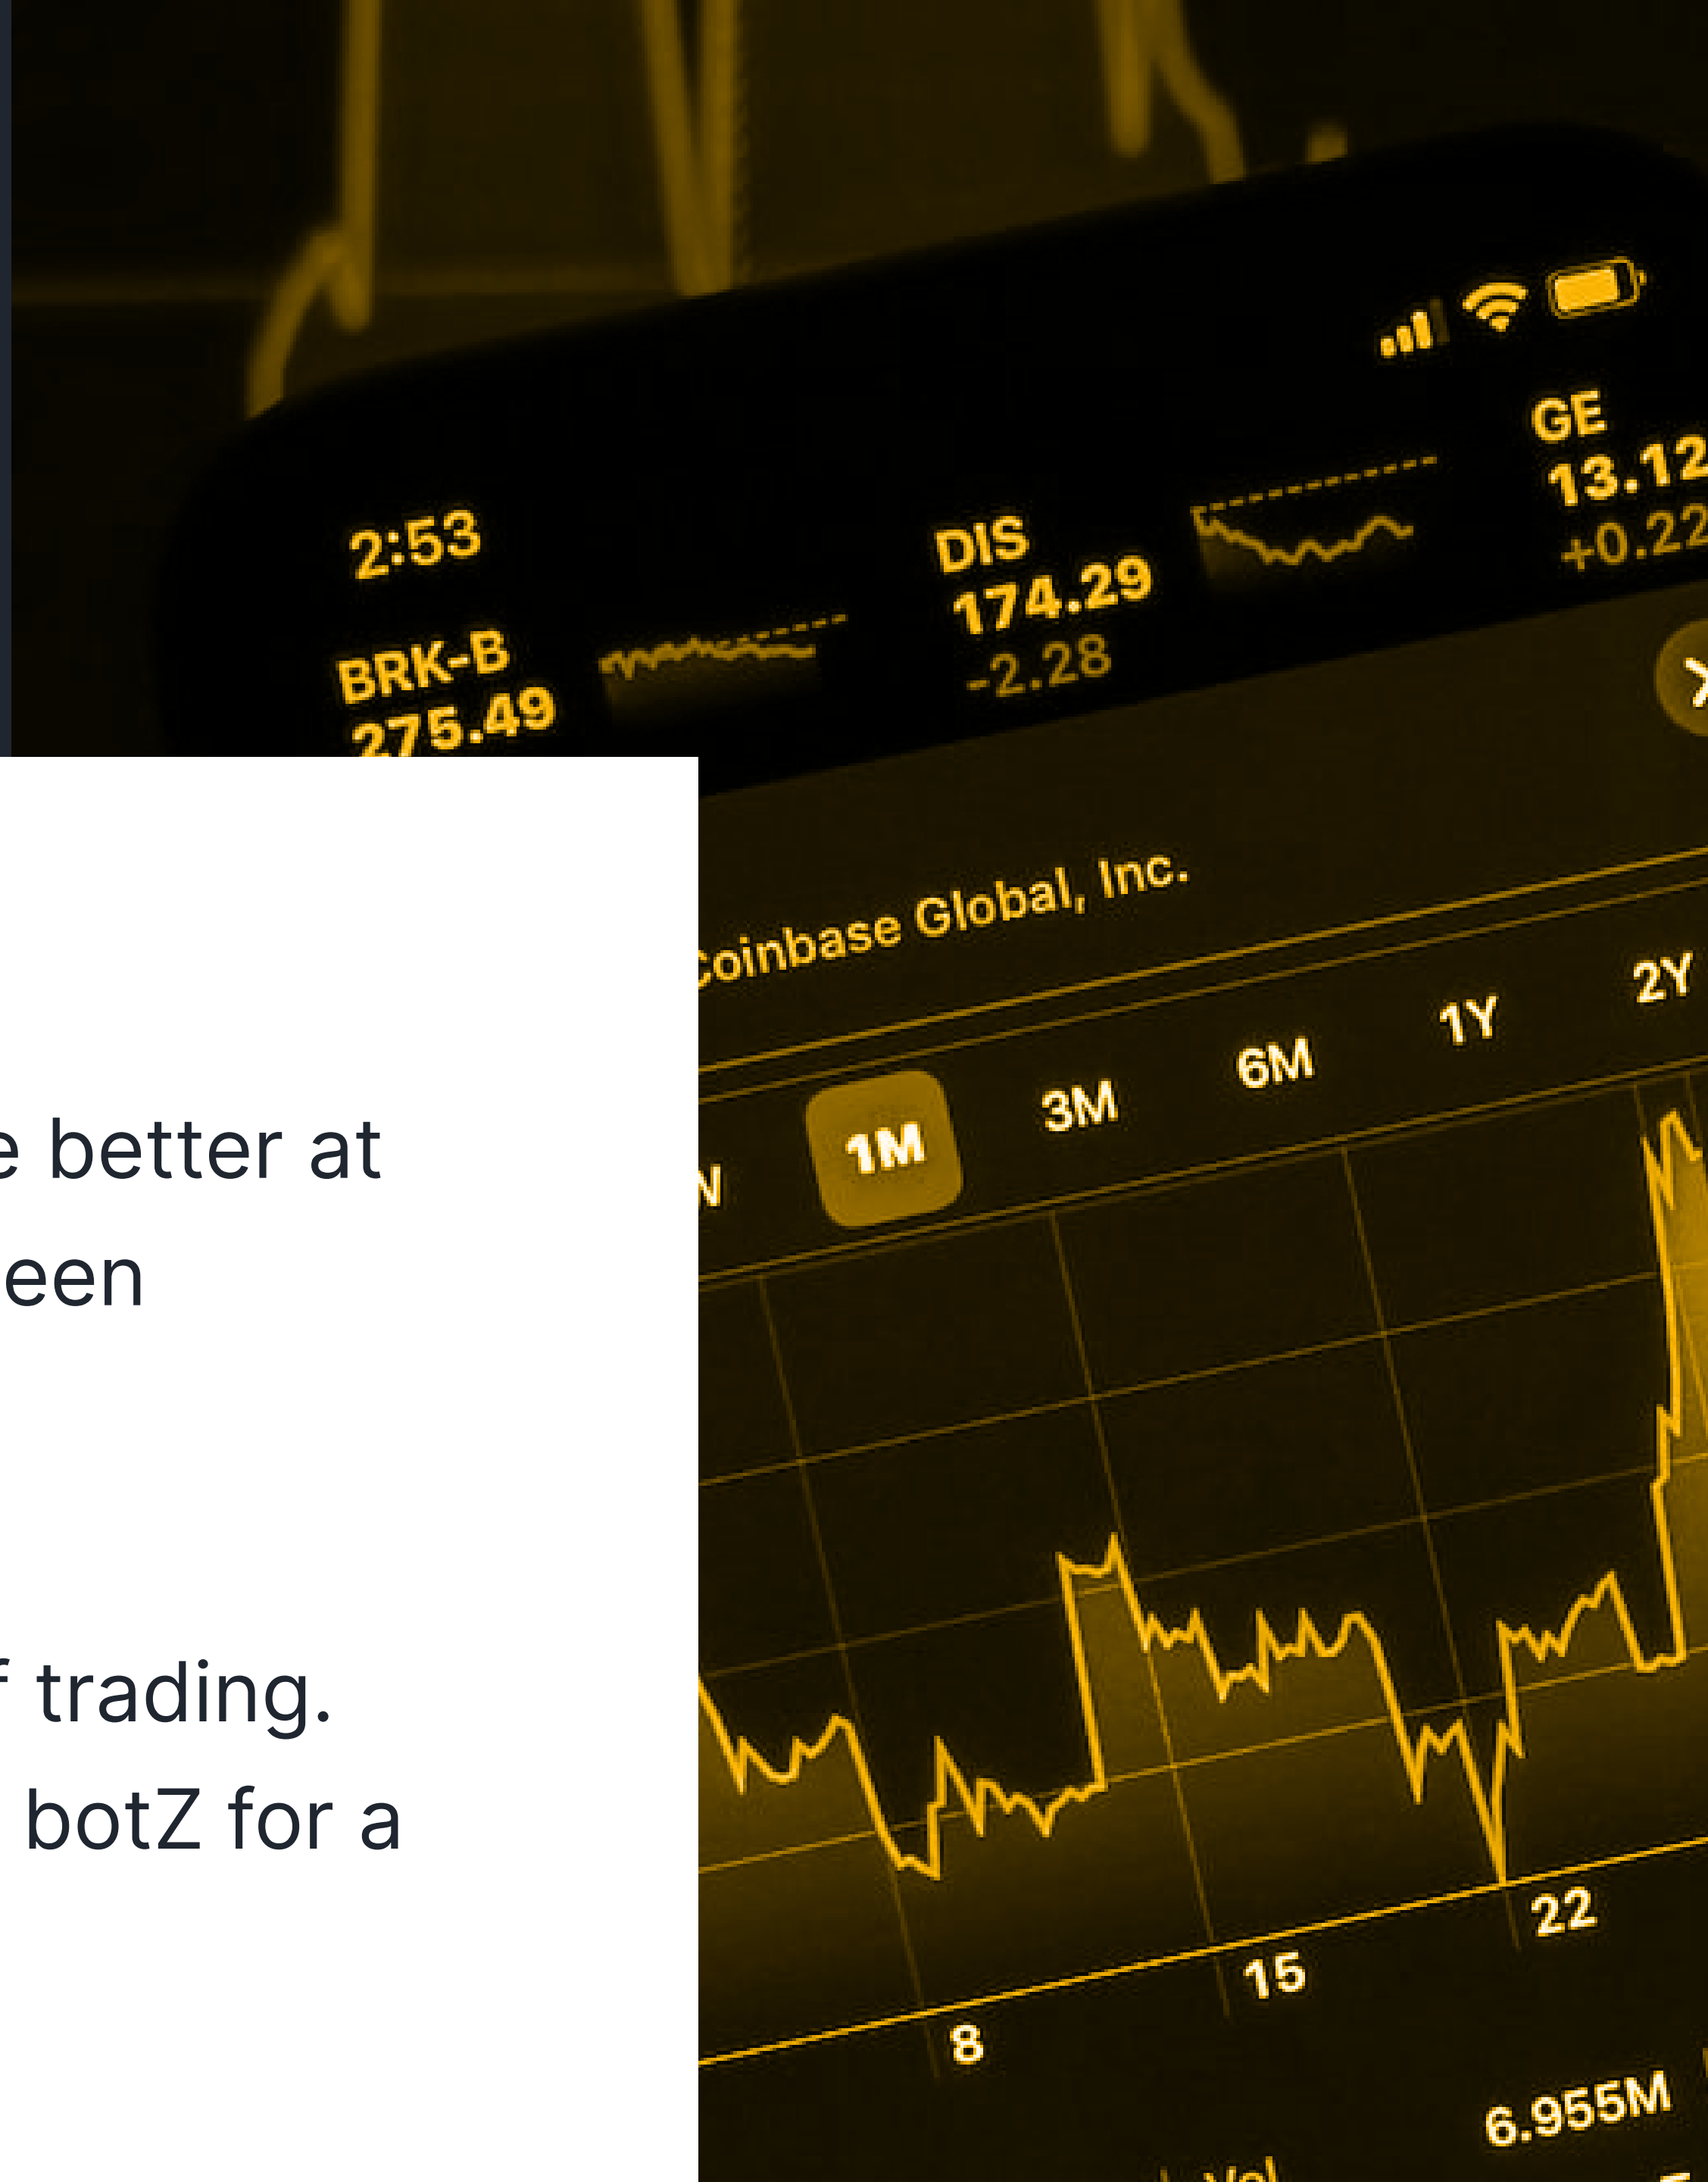 2:53
BRK-B
275.49
DIS
174.29
-2.28
GE
13.12
+0.22
Coinbase Global, Inc.
1M
3M
6M
1Y
2Y
8
15
22
6.955M
Vol
better at
trading.
botZ for a